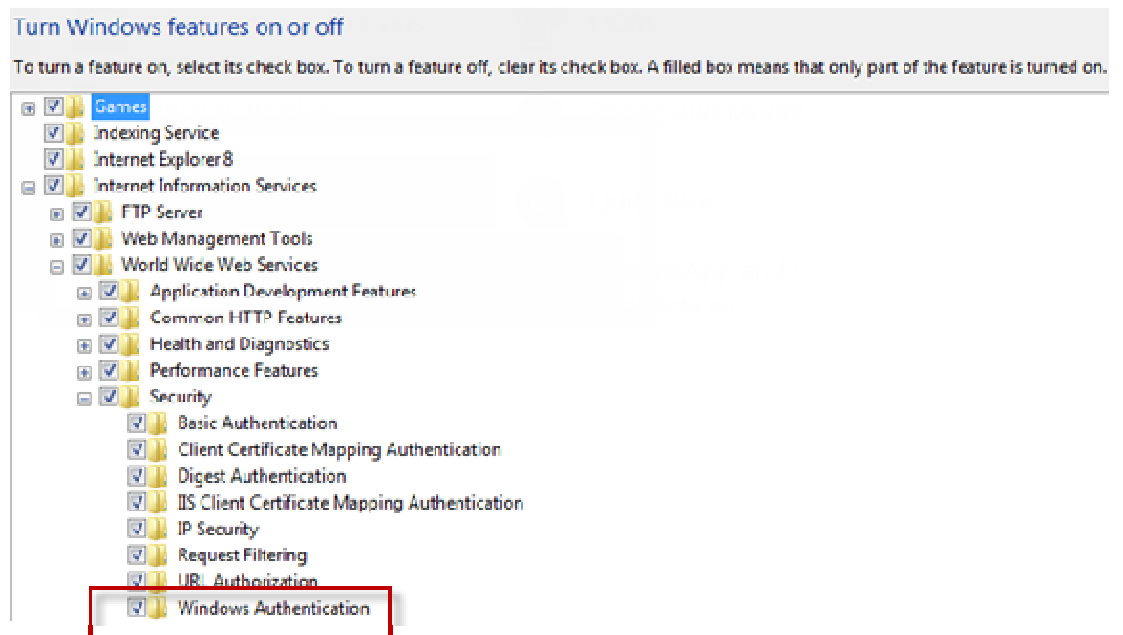 Turn Windows features on or off
To turn a feature on, select its check box. To turn a feature off, clear its check box. A filled box means that only part of the feature is turned on.
Games
Indexing Service
Internet Explorer 8
Internet Information Services
FTP Server
Web Management Tools
World Wide Web Services
Application Development Features
Common HTTP Features
Health and Diagnostics
Performance Features
Security
Basic Authentication
Client Certificate Mapping Authentication
Digest Authentication
IIS Client Certificate Mapping Authentication
IP Security
Request Filtering
URL Authorization
Windows Authentication